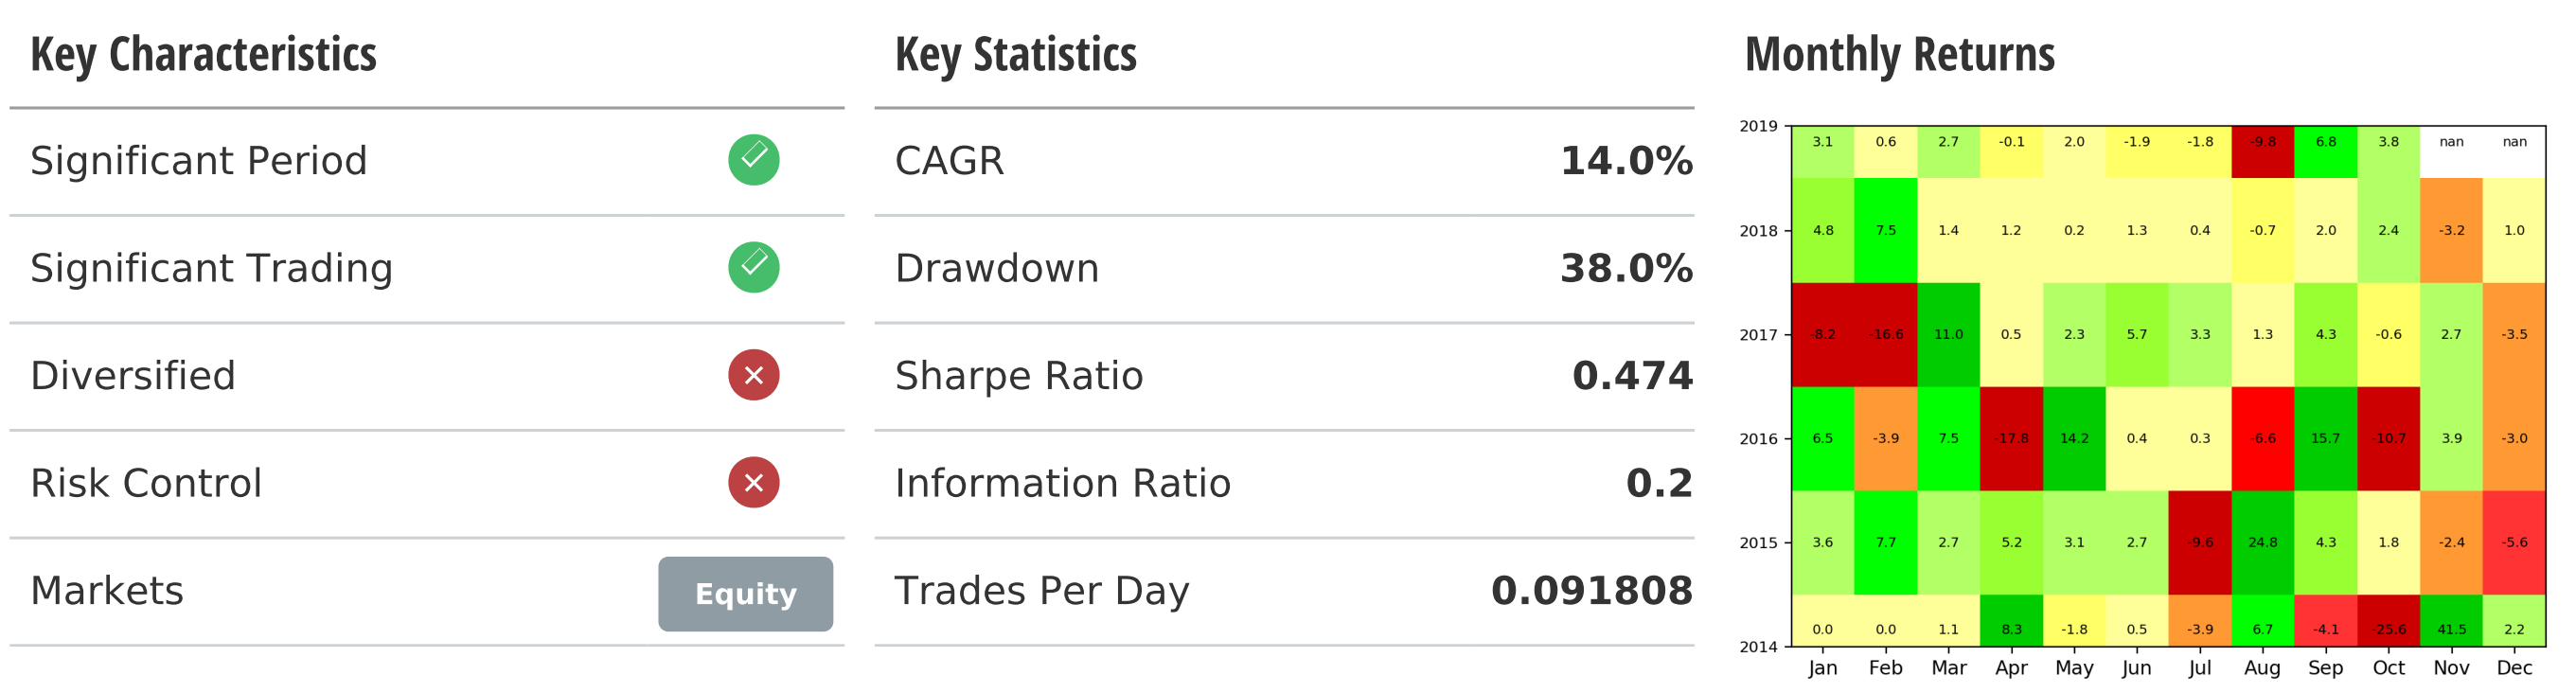 Key Characteristics
Significant Period
Significant Trading
Diversified
Risk Control
Markets Equity
Key Statistics
CAGR 14.0%
Drawdown 38.0%
Sharpe Ratio 0.474
Information Ratio 0.2
Trades Per Day 0.091808
Monthly Returns
2019 3.1 0.6 2.7 -0.1 2.0 -1.9 -1.8 -9.8 6.8 3.8 nan nan
2018 4.8 7.5 1.4 1.2 0.2 1.3 0.4 -0.7 2.0 2.4 -3.2 1.0
2017 -8.2 -16.6 11.0 0.5 2.3 5.7 3.3 1.3 4.3 -0.6 2.7 -3.5
2016 6.5 -3.9 7.5 -17.8 14.2 0.4 0.3 -6.6 15.7 -10.7 3.9 -3.0
2015 3.6 7.7 2.7 5.2 3.1 2.7 -9.6 24.8 4.3 1.8 -2.4 -5.6
2014 0.0 0.0 1.1 8.3 -1.8 0.5 -3.9 6.7 -4.1 -25.6 41.5 2.2
Jan Feb Mar Apr May Jun Jul Aug Sep Oct Nov Dec